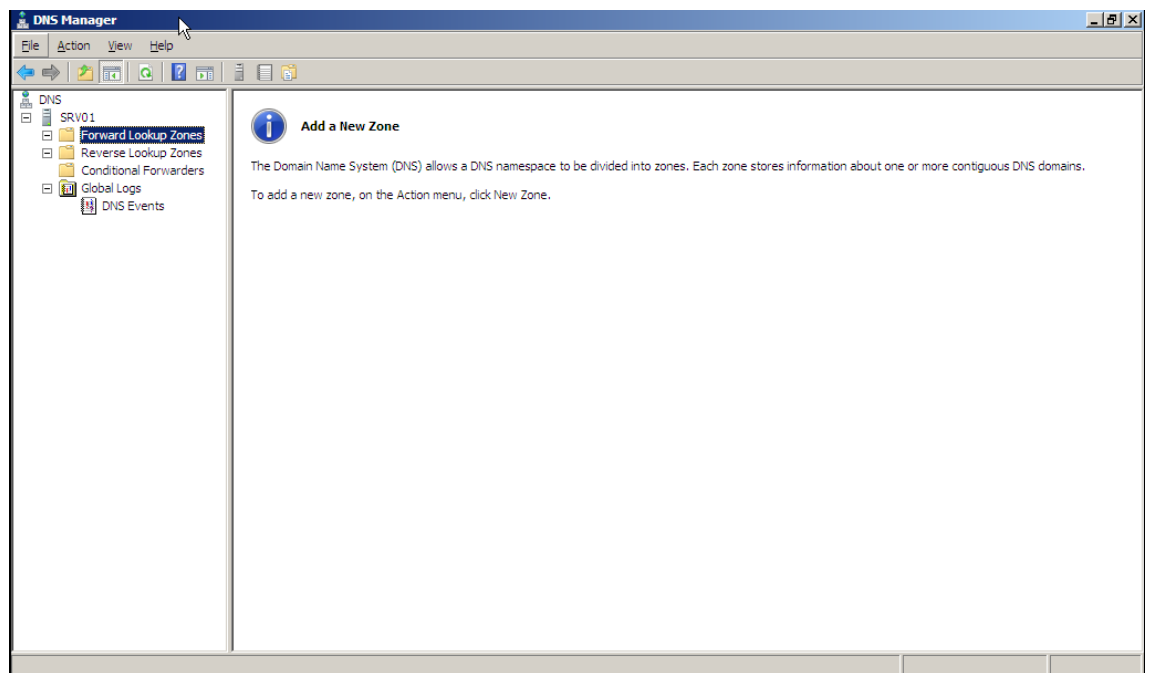 DNS Manager
File Action View Help
DNS
SRV01
Forward Lookup Zones
Reverse Lookup Zones
Conditional Forwarders
Global Logs
DNS Events
Add a New Zone
The Domain Name System (DNS) allows a DNS namespace to be divided into zones. Each zone stores information about one or more contiguous DNS domains.
To add a new zone, on the Action menu, click New Zone.